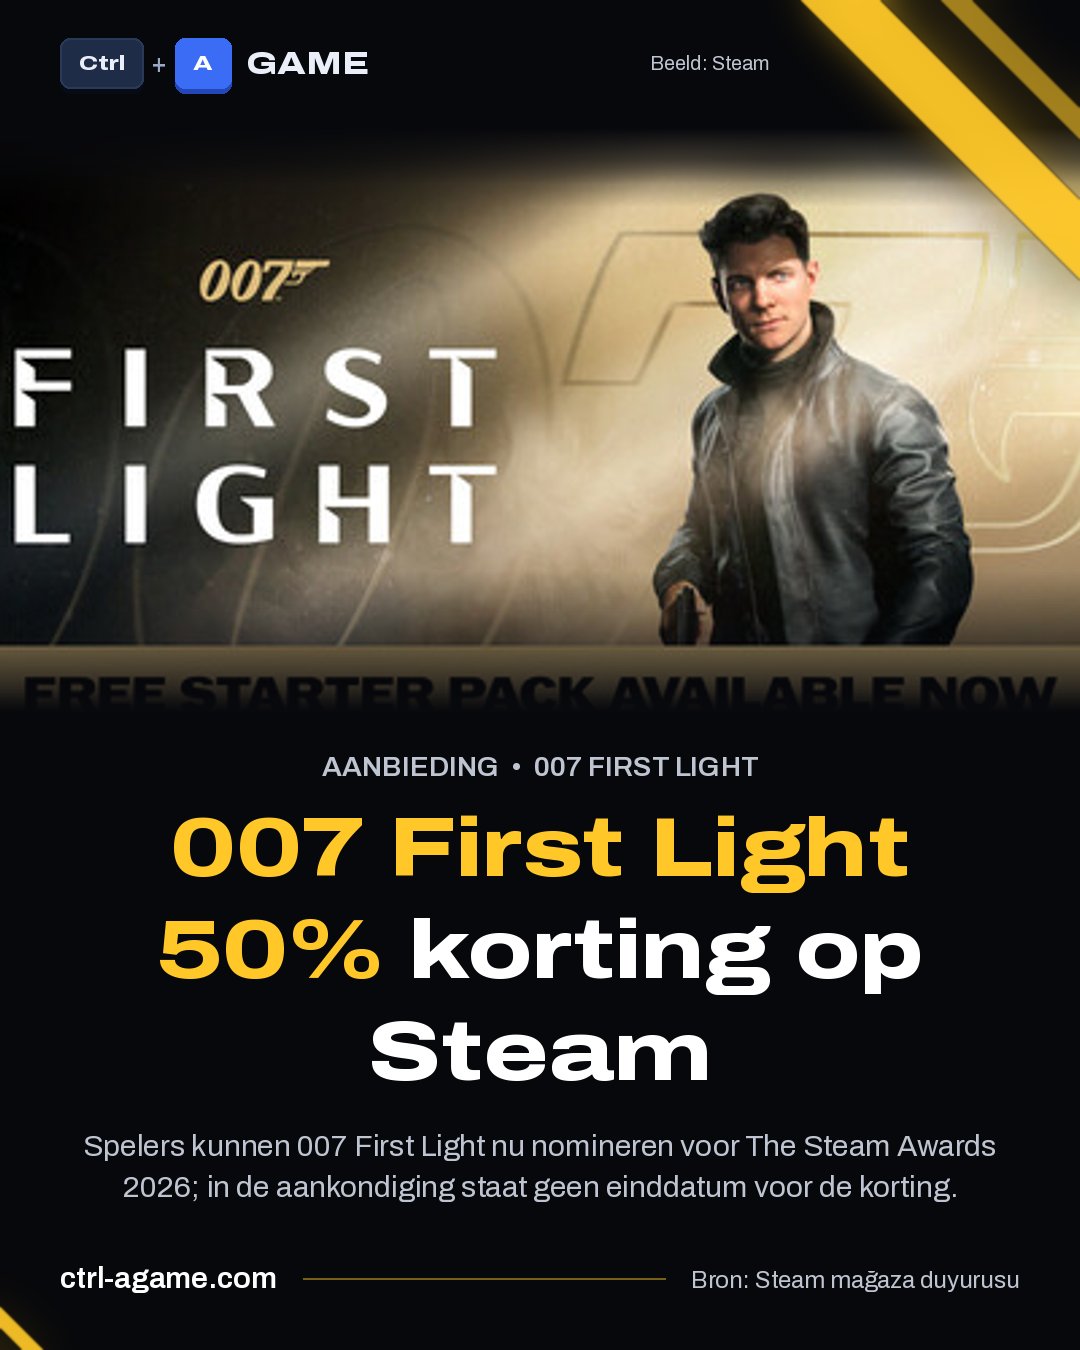 Ctrl + A GAME
Beeld: Steam
007
FIRST
LIGHT
FREE STARTER PACK AVAILABLE NOW
AANBIEDING • 007 FIRST LIGHT
007 First Light
50% korting op
Steam
Spelers kunnen 007 First Light nu nomineren voor The Steam Awards
2026; in de aankondiging staat geen einddatum voor de korting.
ctrl-agame.com
Bron: Steam mağaza duyurusu